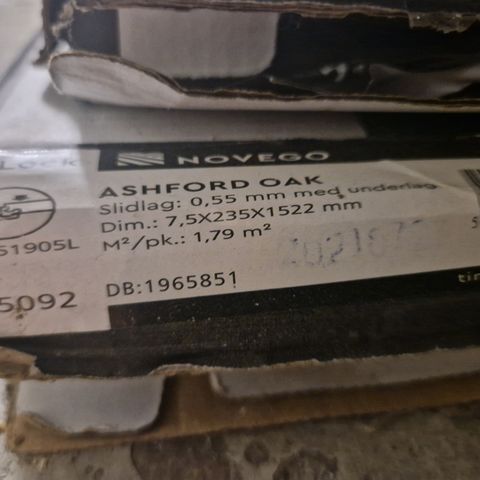 Lock
NOVEGO
ASHFORD OAK
Slidlag: 0,55 mm med underlag
Dim.: 7,5X235X1522 mm
M²/pk.: 1,79 m²
51905L
5092
DB:1965851
5